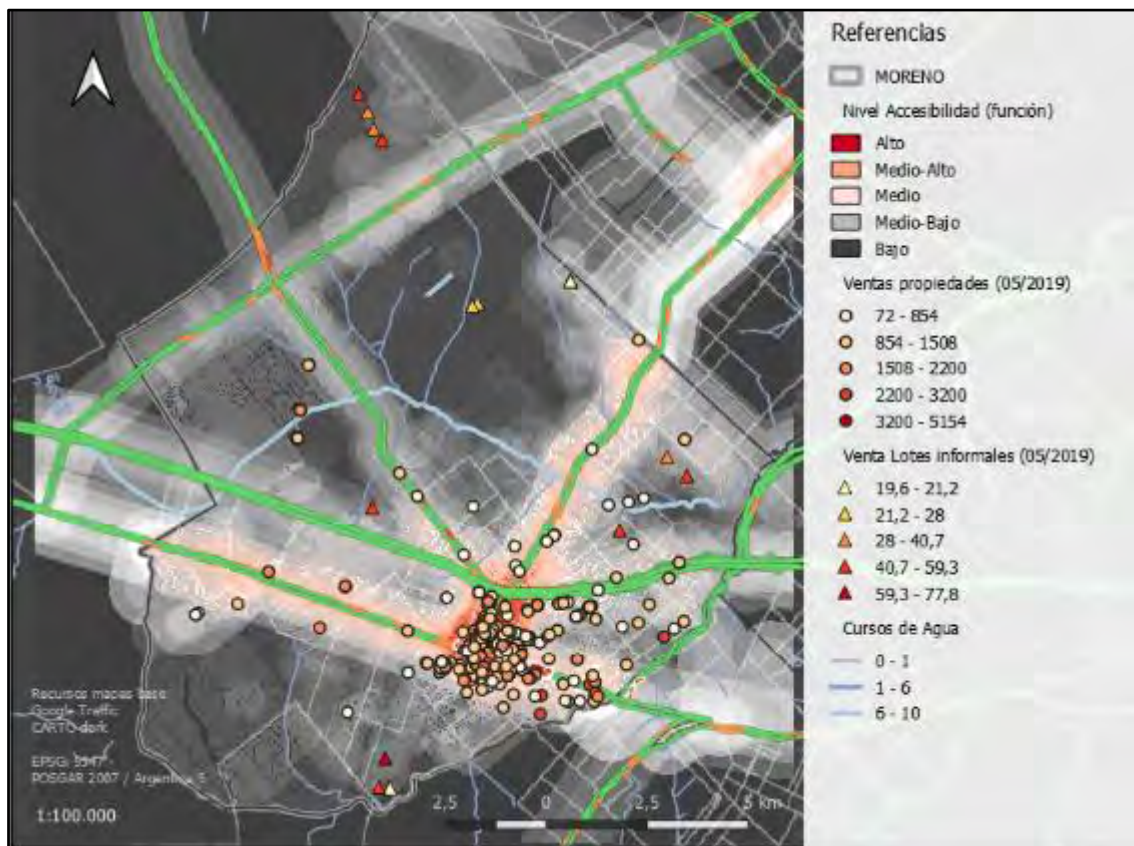 Referencias
MORENO
Nivel Accesibilidad (función)
Alto
Medio-Alto
Medio
Medio-Bajo
Bajo
Ventas propiedades (05/2019)
72 - 854
854 - 1508
1508 - 2200
2200 - 3200
3200 - 5154
Venta Lotes informales (05/2019)
19,6 - 21,2
21,2 - 28
28 - 40,7
40,7 - 59,3
59,3 - 77,8
Cursos de Agua
0 - 1
1 - 6
6 - 10
Recursos mapas base:
Google Traffic
CARTO dark
EPSG: 5347 -
POSGAR 2007 / Argentina 5
1:100.000
2,5 0 2,5 5 km